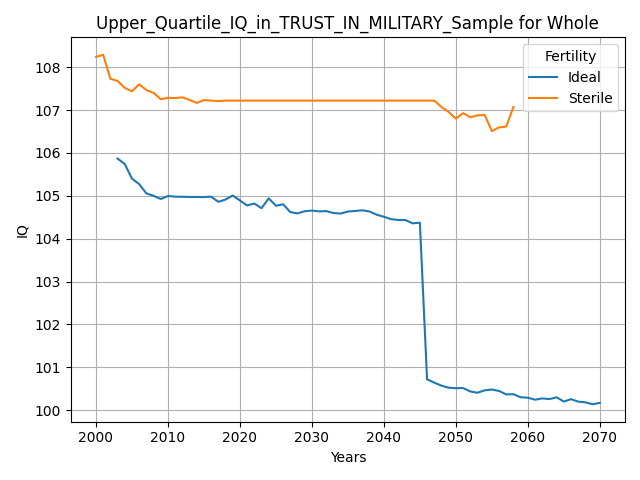 Upper_Quartile_IQ_in_TRUST_IN_MILITARY_Sample for Whole
Fertility
Ideal
Sterile
108
107
106
105
104
103
102
101
100
IQ
2000 2010 2020 2030 2040 2050 2060 2070
Years